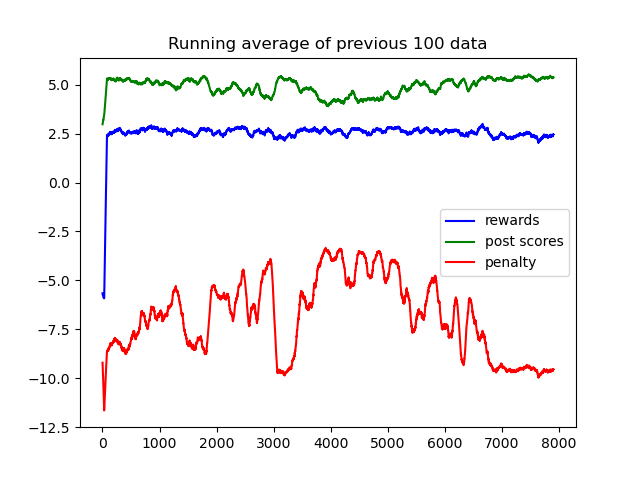 Running average of previous 100 data
5.0
2.5
0.0
−2.5
−5.0
−7.5
−10.0
−12.5
rewards
post scores
penalty
0 1000 2000 3000 4000 5000 6000 7000 8000